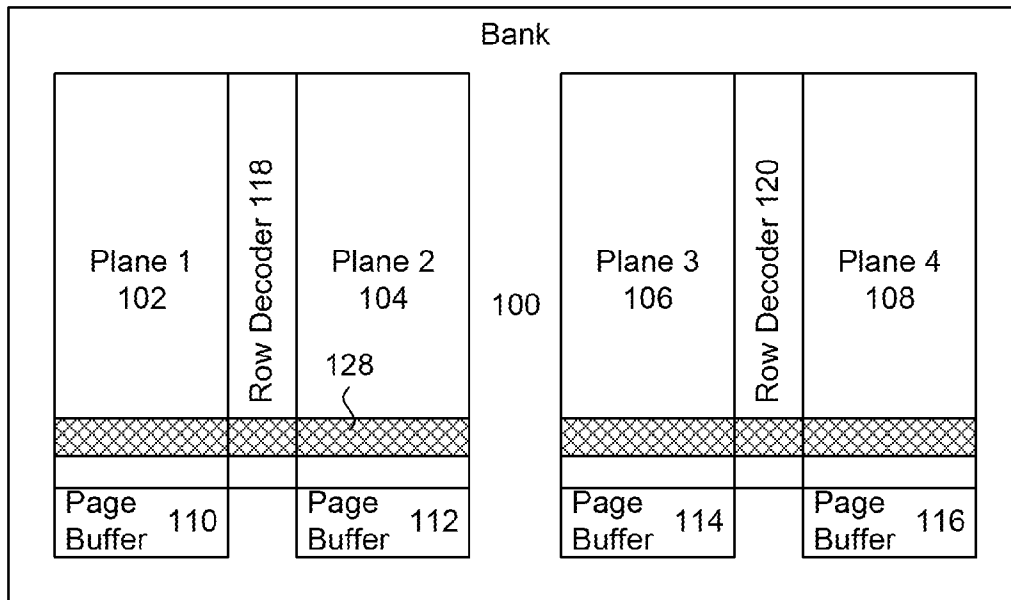 Bank
Plane 1
102
Row Decoder 118
Plane 2
104
100
Plane 3
106
Row Decoder 120
Plane 4
108
128
Page
Buffer
110
Page
Buffer
112
Page
Buffer
114
Page
Buffer
116